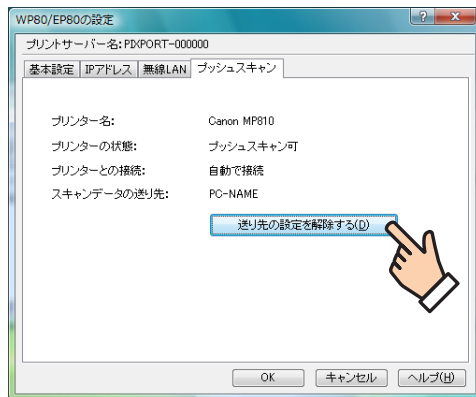 WP80/EP80の設定
プリントサーバー名:PIXPORT-000000
基本設定 IPアドレス 無線LAN プッシュスキャン
プリンター名: Canon MP810
プリンターの状態: プッシュスキャン可
プリンターとの接続: 自動で接続
スキャンデータの送り先: PC-NAME
送り先の設定を解除する(D)
OK キャンセル ヘルプ(H)